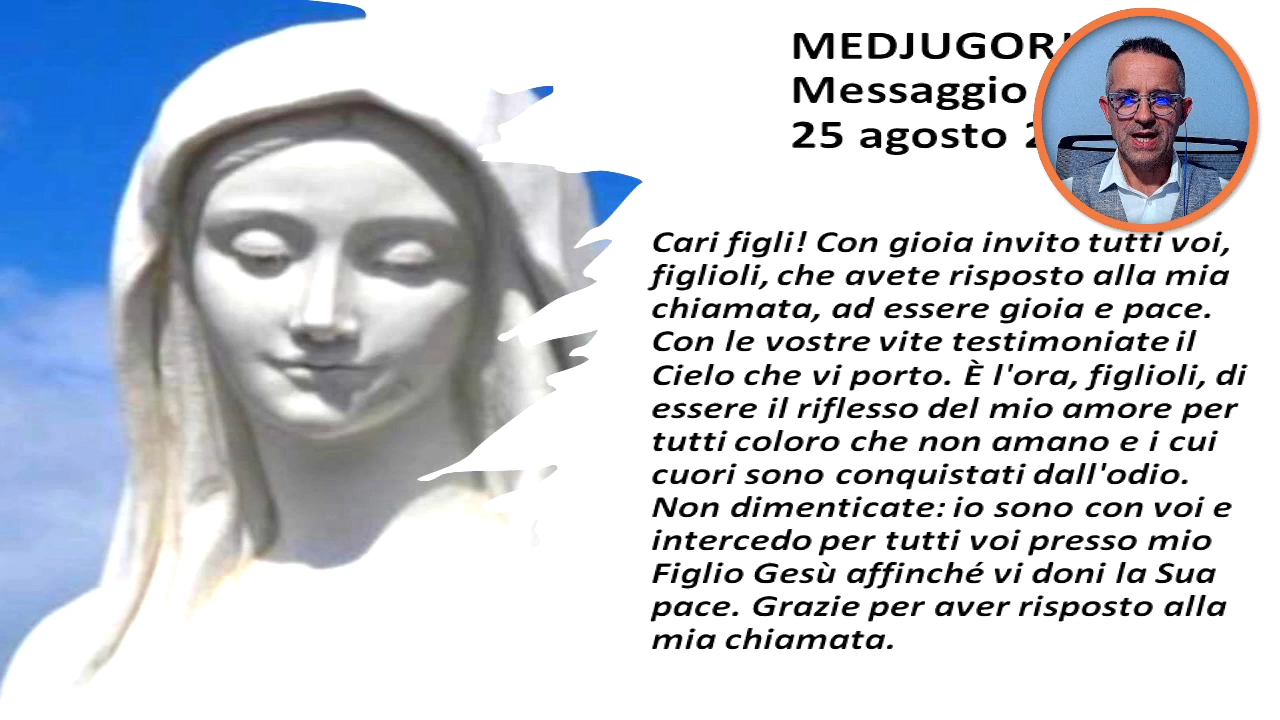 MEDJUGOR
Messaggio
25 agosto
Cari figli! Con gioia invito tutti voi,
figlioli, che avete risposto alla mia
chiamata, ad essere gioia e pace.
Con le vostre vite testimoniate il
Cielo che vi porto. È l'ora, figlioli, di
essere il riflesso del mio amore per
tutti coloro che non amano e i cui
cuori sono conquistati dall'odio.
Non dimenticate: io sono con voi e
intercedo per tutti voi presso mio
Figlio Gesù affinché vi doni la Sua
pace. Grazie per aver risposto alla
mia chiamata.